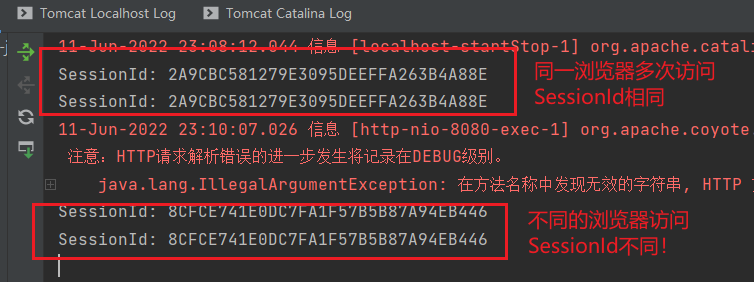 Tomcat Localhost Log
Tomcat Catalina Log
11-Jun-2022 23:08:12.044 信息 [localhost-startStop-1] org.apache.catali
SessionId: 2A9CBC581279E3095DEEFFA263B4A88E
SessionId: 2A9CBC581279E3095DEEFFA263B4A88E
同一浏览器多次访问
SessionId相同
11-Jun-2022 23:10:07.026 信息 [http-nio-8080-exec-1] org.apache.coyote
注意：HTTP请求解析错误的进一步发生将记录在DEBUG级别。
java.lang.IllegalArgumentException: 在方法名称中发现无效的字符串, HTTP
SessionId: 8CFCE741E0DC7FA1F57B5B87A94EB446
SessionId: 8CFCE741E0DC7FA1F57B5B87A94EB446
不同的浏览器访问
SessionId不同！